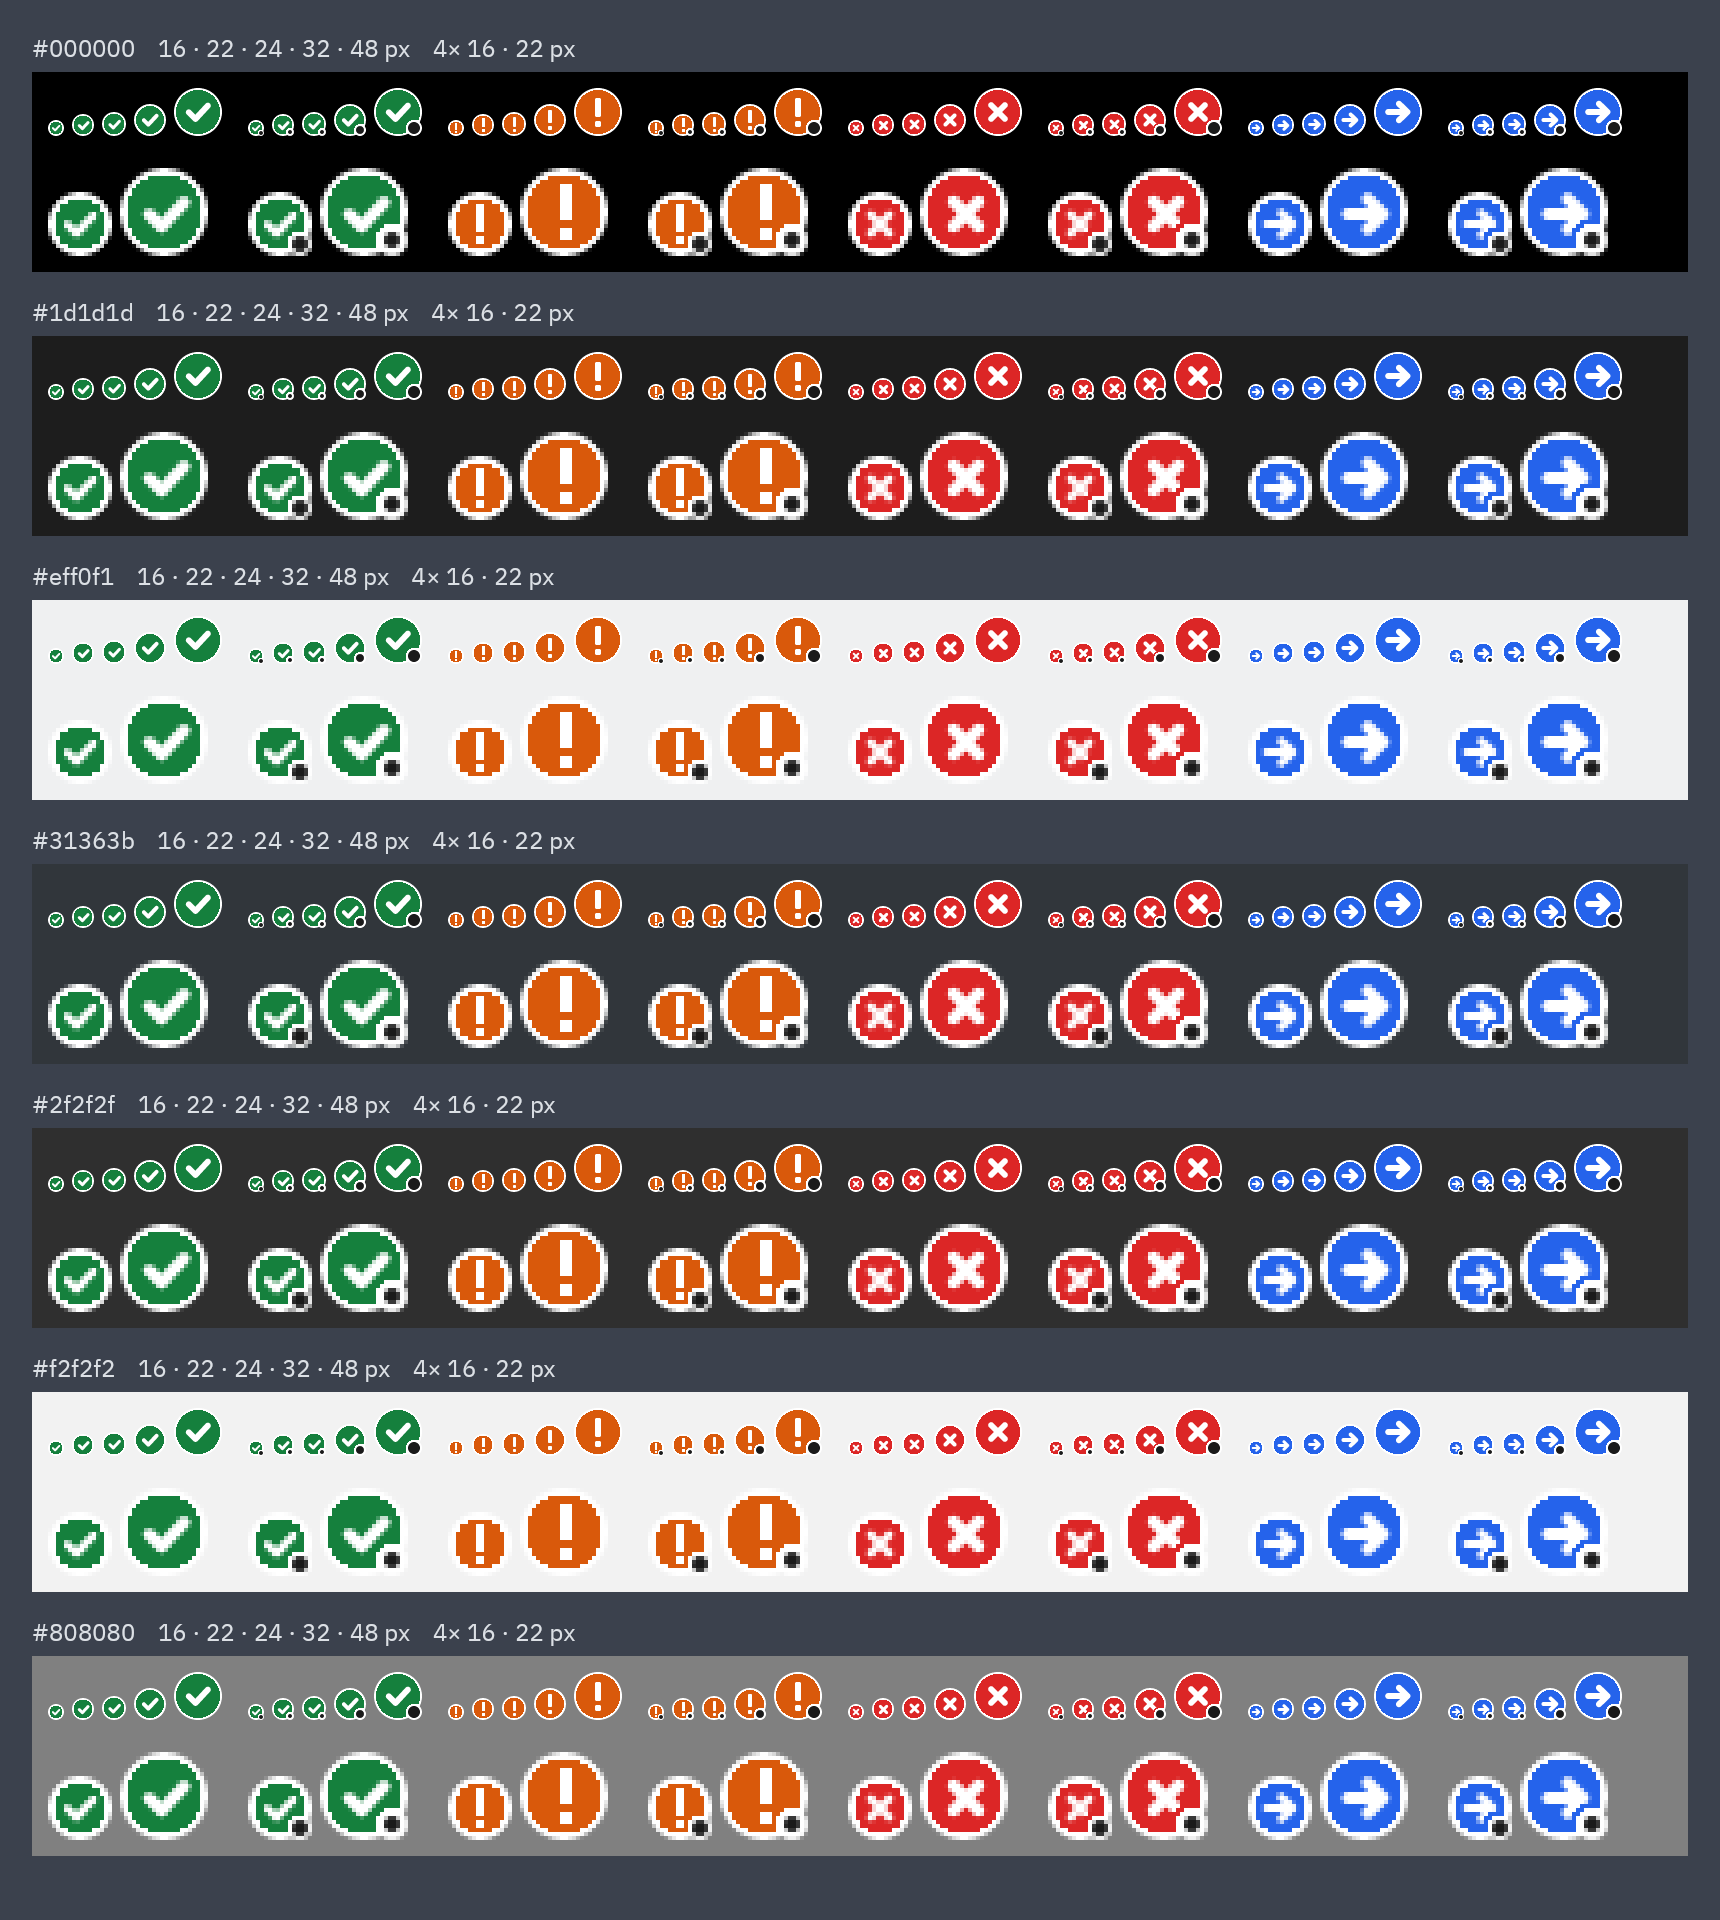 #000000 16 · 22 · 24 · 32 · 48 px 4× 16 · 22 px
#1d1d1d 16 · 22 · 24 · 32 · 48 px 4× 16 · 22 px
#eff0f1 16 · 22 · 24 · 32 · 48 px 4× 16 · 22 px
#31363b 16 · 22 · 24 · 32 · 48 px 4× 16 · 22 px
#2f2f2f 16 · 22 · 24 · 32 · 48 px 4× 16 · 22 px
#f2f2f2 16 · 22 · 24 · 32 · 48 px 4× 16 · 22 px
#808080 16 · 22 · 24 · 32 · 48 px 4× 16 · 22 px